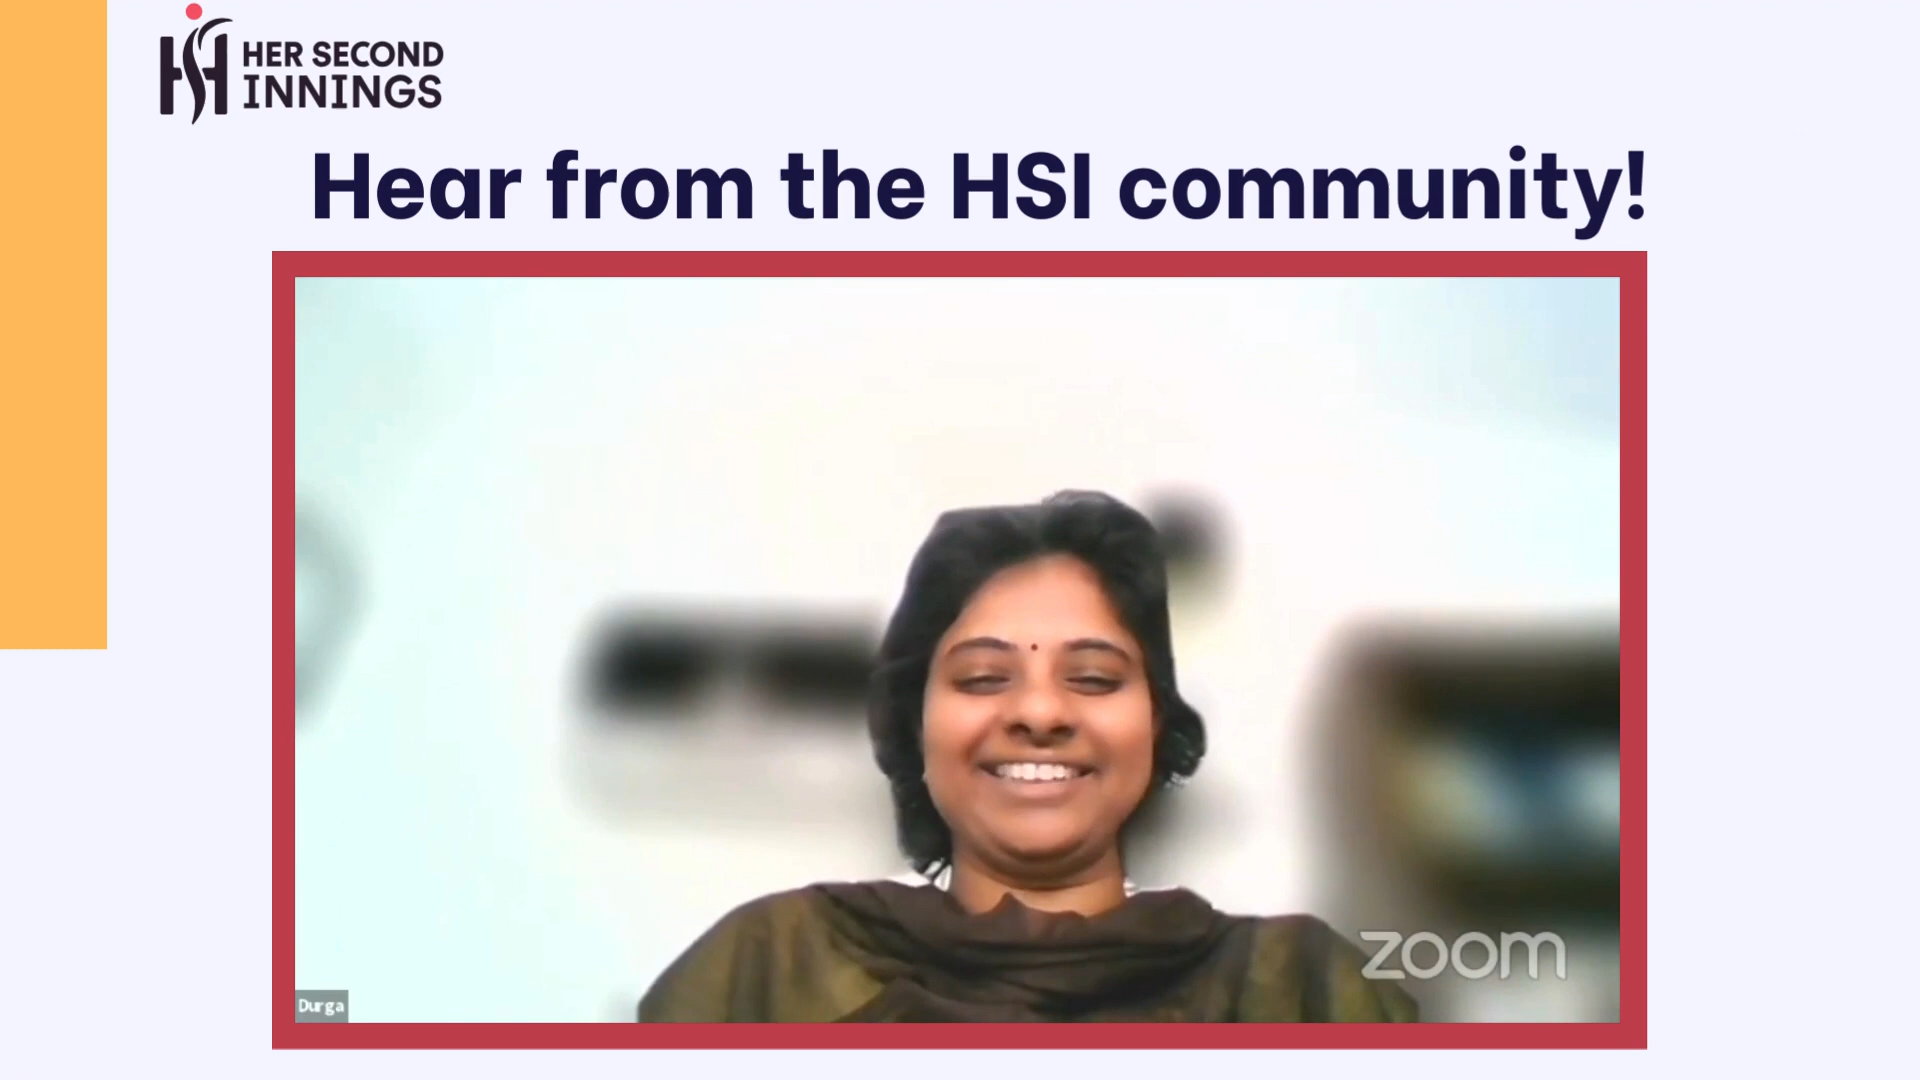 HER SECOND
INNINGS
Hear from the HSI community!
zoom
Durga